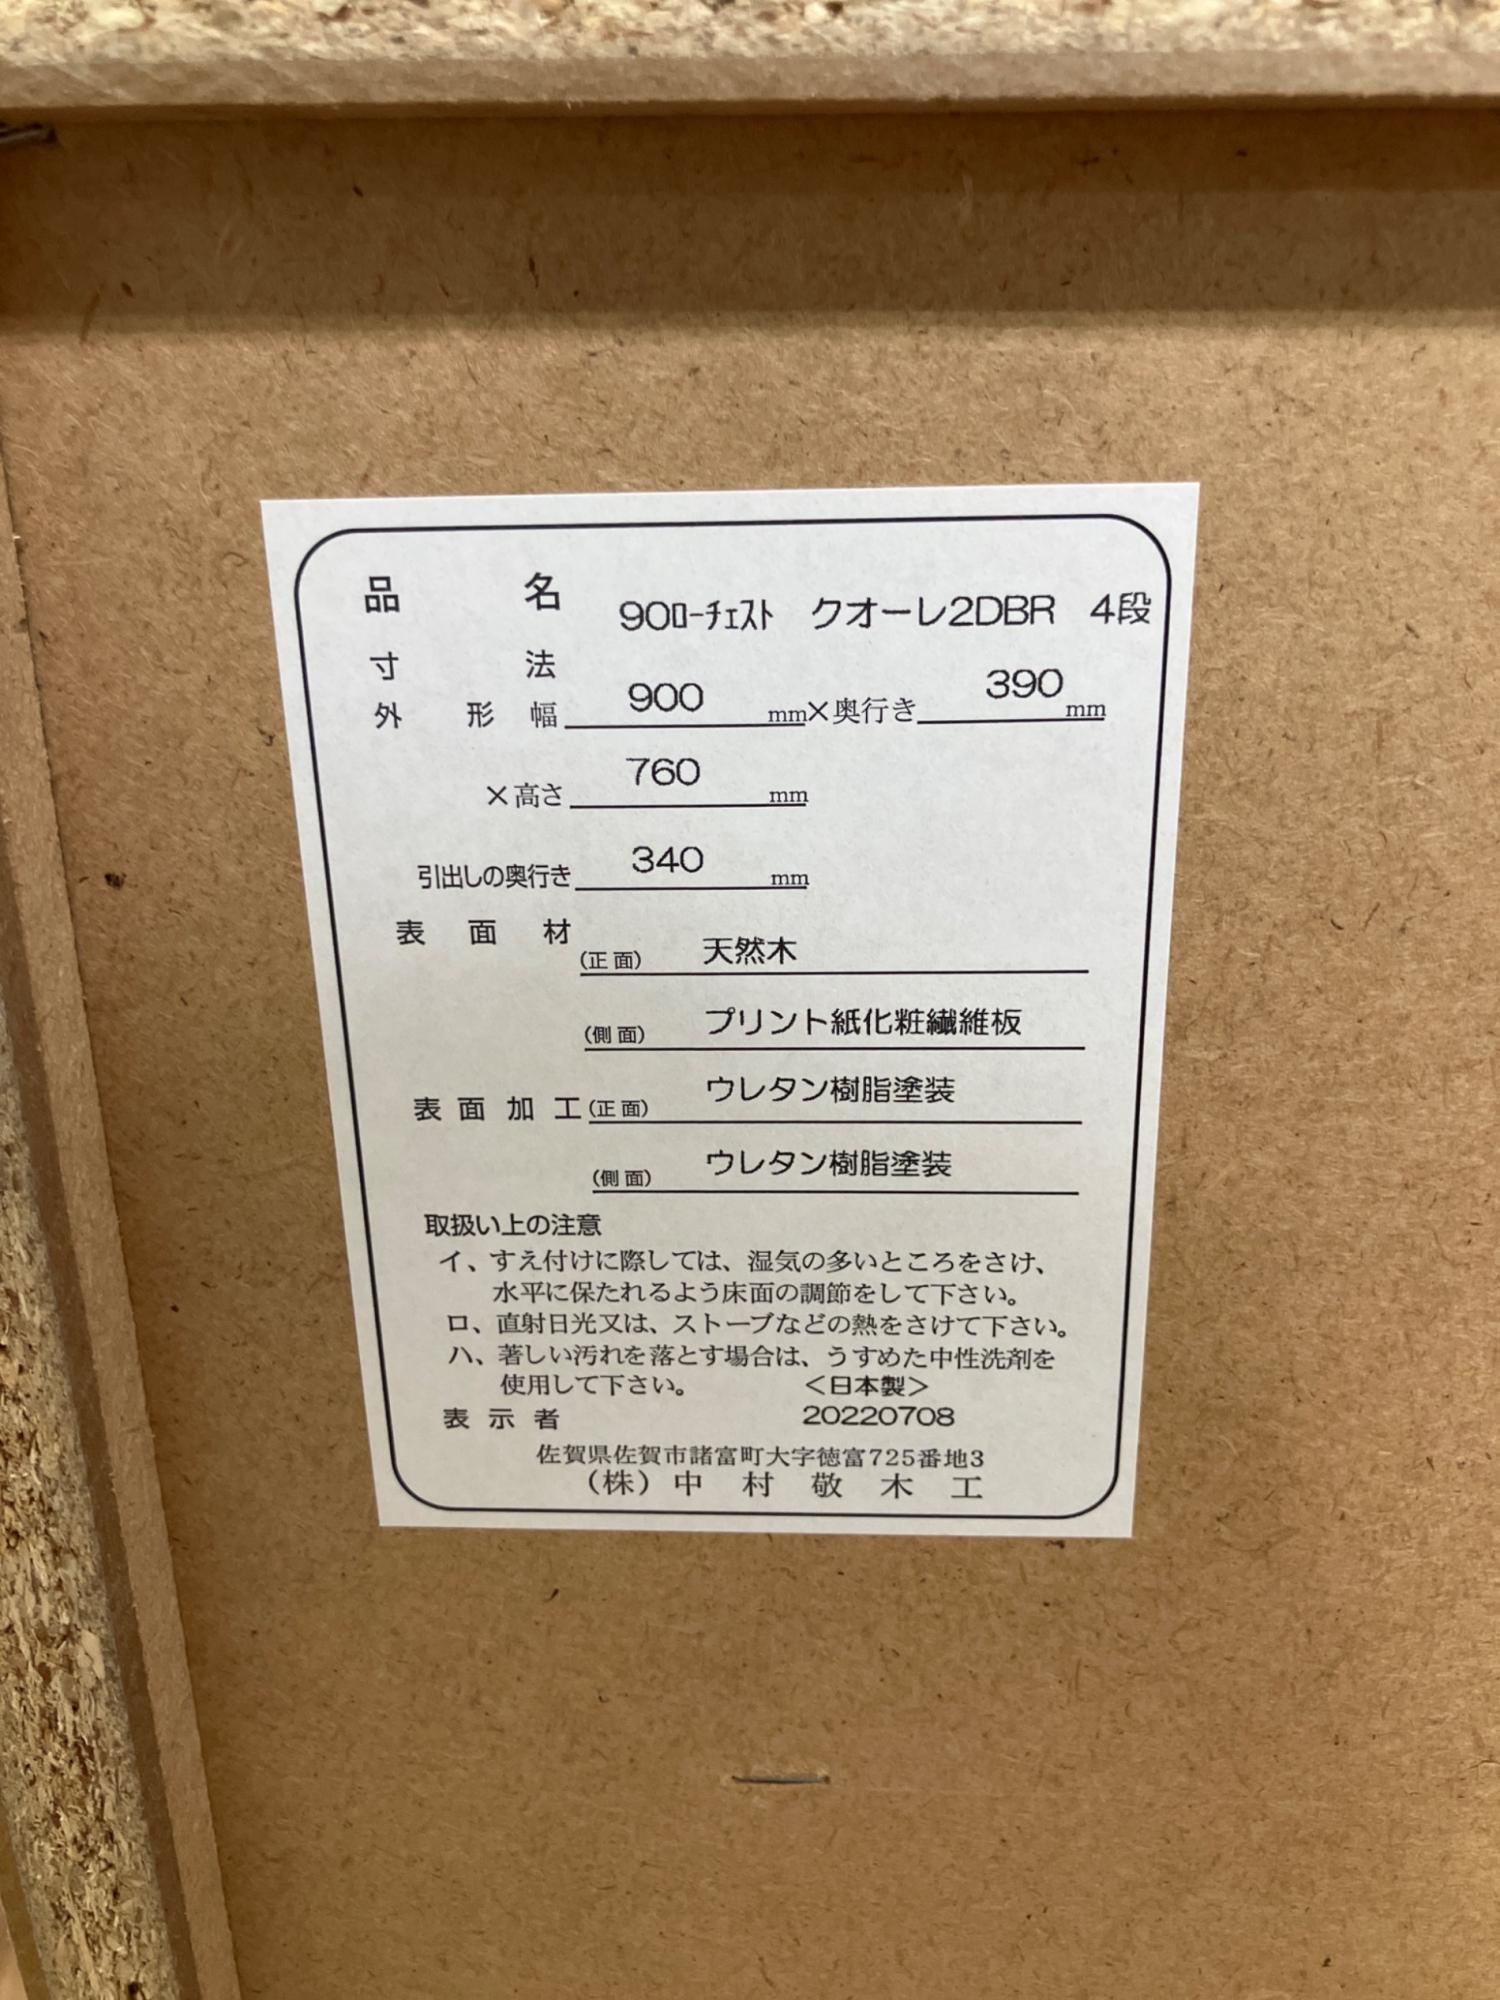 品名 90ﾛｰﾁｪｽﾄ クオーレ2DBR 4段
寸法
外形幅 900 mm×奥行き 390 mm
×高さ 760 mm
引出しの奥行き 340 mm
表面材 (正面) 天然木
(側面) プリント紙化粧繊維板
表面加工 (正面) ウレタン樹脂塗装
(側面) ウレタン樹脂塗装
取扱い上の注意
イ、すえ付けに際しては、湿気の多いところをさけ、
水平に保たれるよう床面の調節をして下さい。
ロ、直射日光又は、ストーブなどの熱をさけて下さい。
ハ、著しい汚れを落とす場合は、うすめた中性洗剤を
使用して下さい。 <日本製>
表示者 20220708
佐賀県佐賀市諸富町大字徳富725番地3
(株)中村敬木工